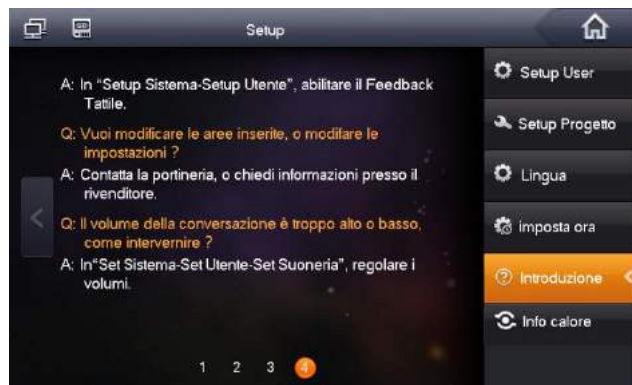 Setup
A: In “Setup Sistema-Setup Utente”, abilitare il Feedback
Tattile.
Q: Vuoi modificare le aree inserite, o modifare le
impostazioni ?
A: Contatta la portineria, o chiedi informazioni presso il
rivenditore.
Q: Il volume della conversazione è troppo alto o basso,
come intervernire ?
A: In“Set Sistema-Set Utente-Set Suoneria”, regolare i
volumi.
1 2 3 4
Setup User
Setup Progetto
Lingua
imposta ora
Introduzione
Info calore